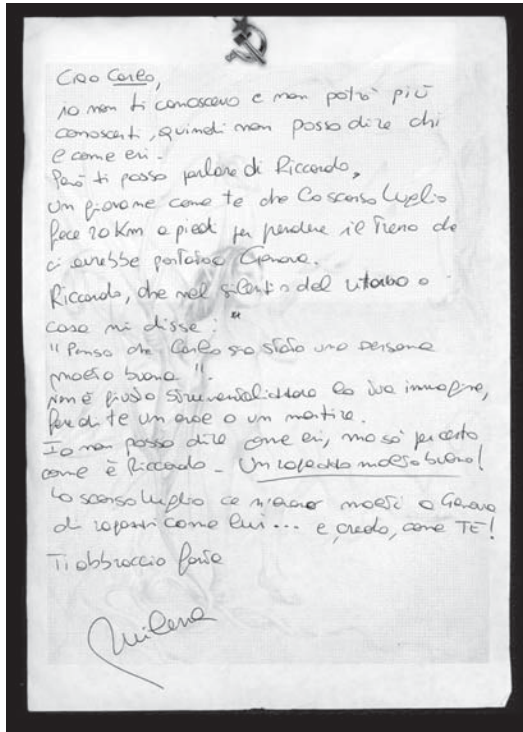 Ciao Carlo,
io non ti conoscevo e non potrò più
conoscerti, quindi non posso dire chi
e come eri.
Però ti posso parlare di Riccardo,
un giovane come te che lo scorso luglio
fece 20 Km a piedi per prendere il treno che
ci avrebbe portato a Genova.
Riccardo, che nel silenzio del ritorno a
casa mi disse:
"Penso che Carlo sia stato una persona
molto buona".
Non è giusto strumentalizzare la tua immagine,
fare di te un eroe o un martire.
Io non posso dire come eri, ma so per certo
come è Riccardo - Un ragazzo molto buono!
Lo scorso luglio ce n'erano molti a Genova
di ragazzi come lui... e, credo, come TE!
Ti abbraccio forte
Milena